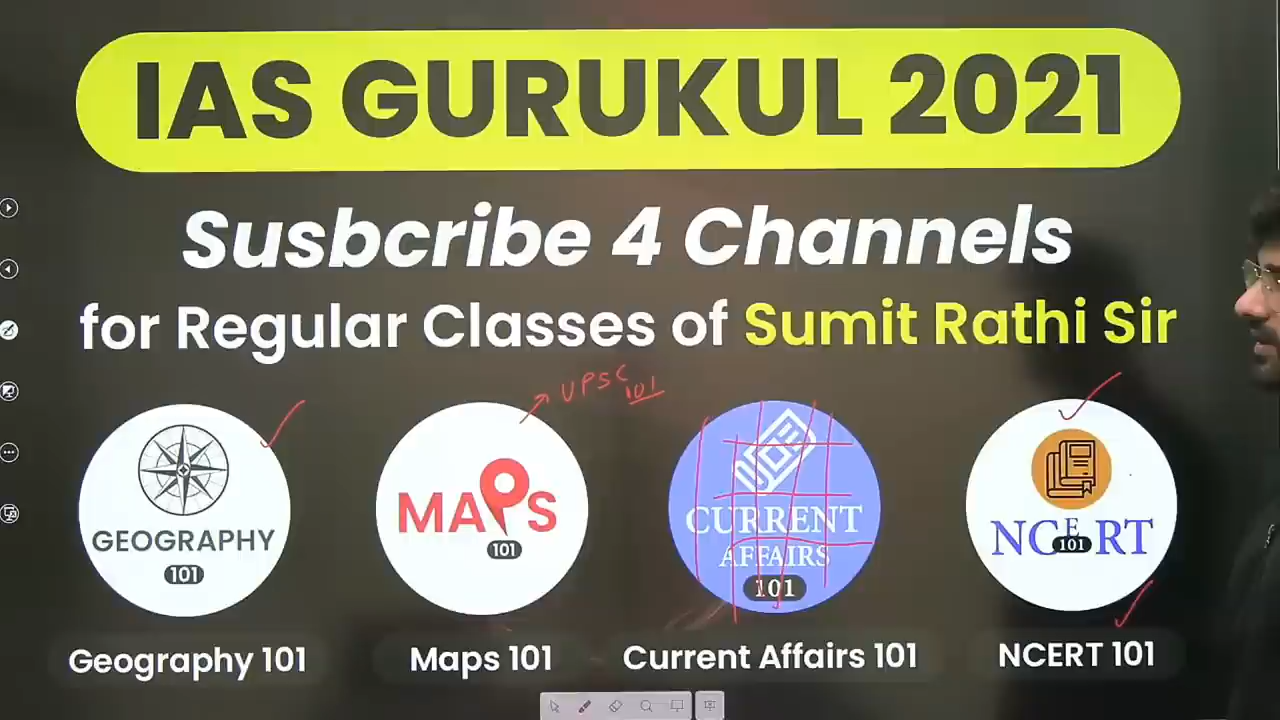 IAS GURUKUL 2021
Susbcribe 4 Channels
for Regular Classes of Sumit Rathi Sir
UPSC 101
GEOGRAPHY
101
MAPS
101
CURRENT
AFFAIRS
101
NCERT
101
Geography 101
Maps 101
Current Affairs 101
NCERT 101